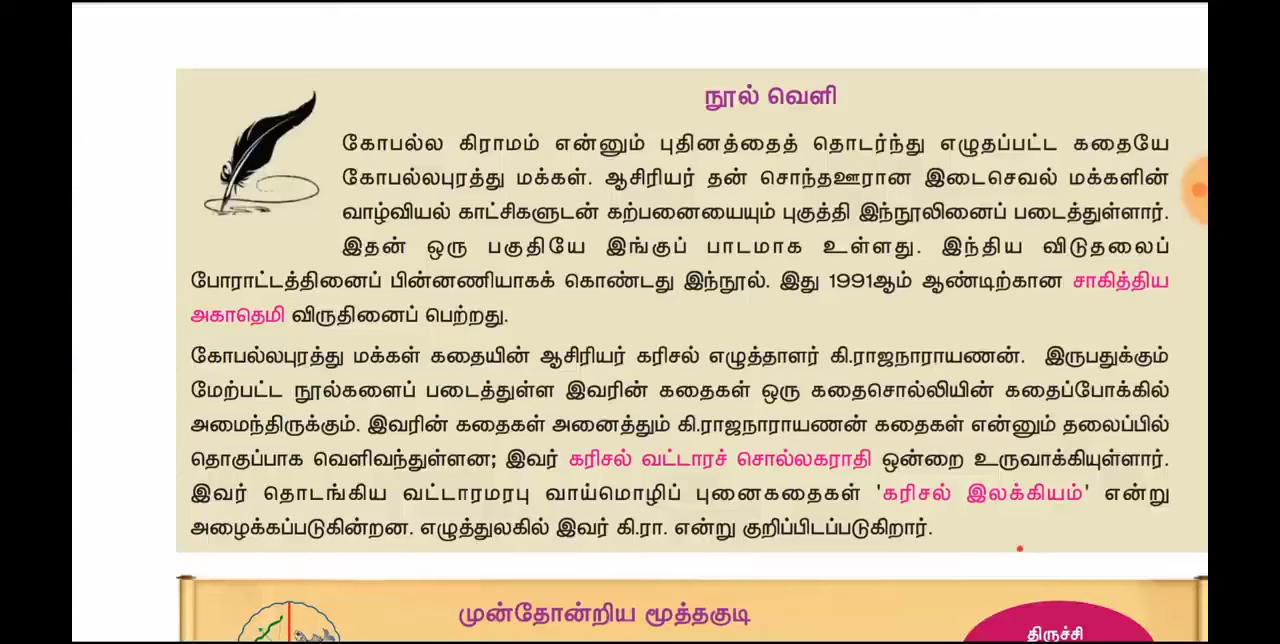 நூல் வெளி
கோபல்ல கிராமம் என்னும் புதினத்தைத் தொடர்ந்து எழுதப்பட்ட கதையே
கோபல்லபுரத்து மக்கள். ஆசிரியர் தன் சொந்தஊரான இடைசெவல் மக்களின்
வாழ்வியல் காட்சிகளுடன் கற்பனையையும் புகுத்தி இந்நூலினைப் படைத்துள்ளார்.
இதன் ஒரு பகுதியே இங்குப் பாடமாக உள்ளது. இந்திய விடுதலைப்
போராட்டத்தினைப் பின்னணியாகக் கொண்டது இந்நூல். இது 1991ஆம் ஆண்டிற்கான சாகித்திய
அகாதெமி விருதினைப் பெற்றது.
கோபல்லபுரத்து மக்கள் கதையின் ஆசிரியர் கரிசல் எழுத்தாளர் கி.ராஜநாராயணன். இருபதுக்கும்
மேற்பட்ட நூல்களைப் படைத்துள்ள இவரின் கதைகள் ஒரு கதைசொல்லியின் கதைப்போக்கில்
அமைந்திருக்கும். இவரின் கதைகள் அனைத்தும் கி.ராஜநாராயணன் கதைகள் என்னும் தலைப்பில்
தொகுப்பாக வெளிவந்துள்ளன; இவர் கரிசல் வட்டாரச் சொல்லகராதி ஒன்றை உருவாக்கியுள்ளார்.
இவர் தொடங்கிய வட்டாரமரபு வாய்மொழிப் புனைகதைகள் 'கரிசல் இலக்கியம்' என்று
அழைக்கப்படுகின்றன. எழுத்துலகில் இவர் கி.ரா. என்று குறிப்பிடப்படுகிறார்.
முன்தோன்றிய மூத்தகுடி
திருச்சி